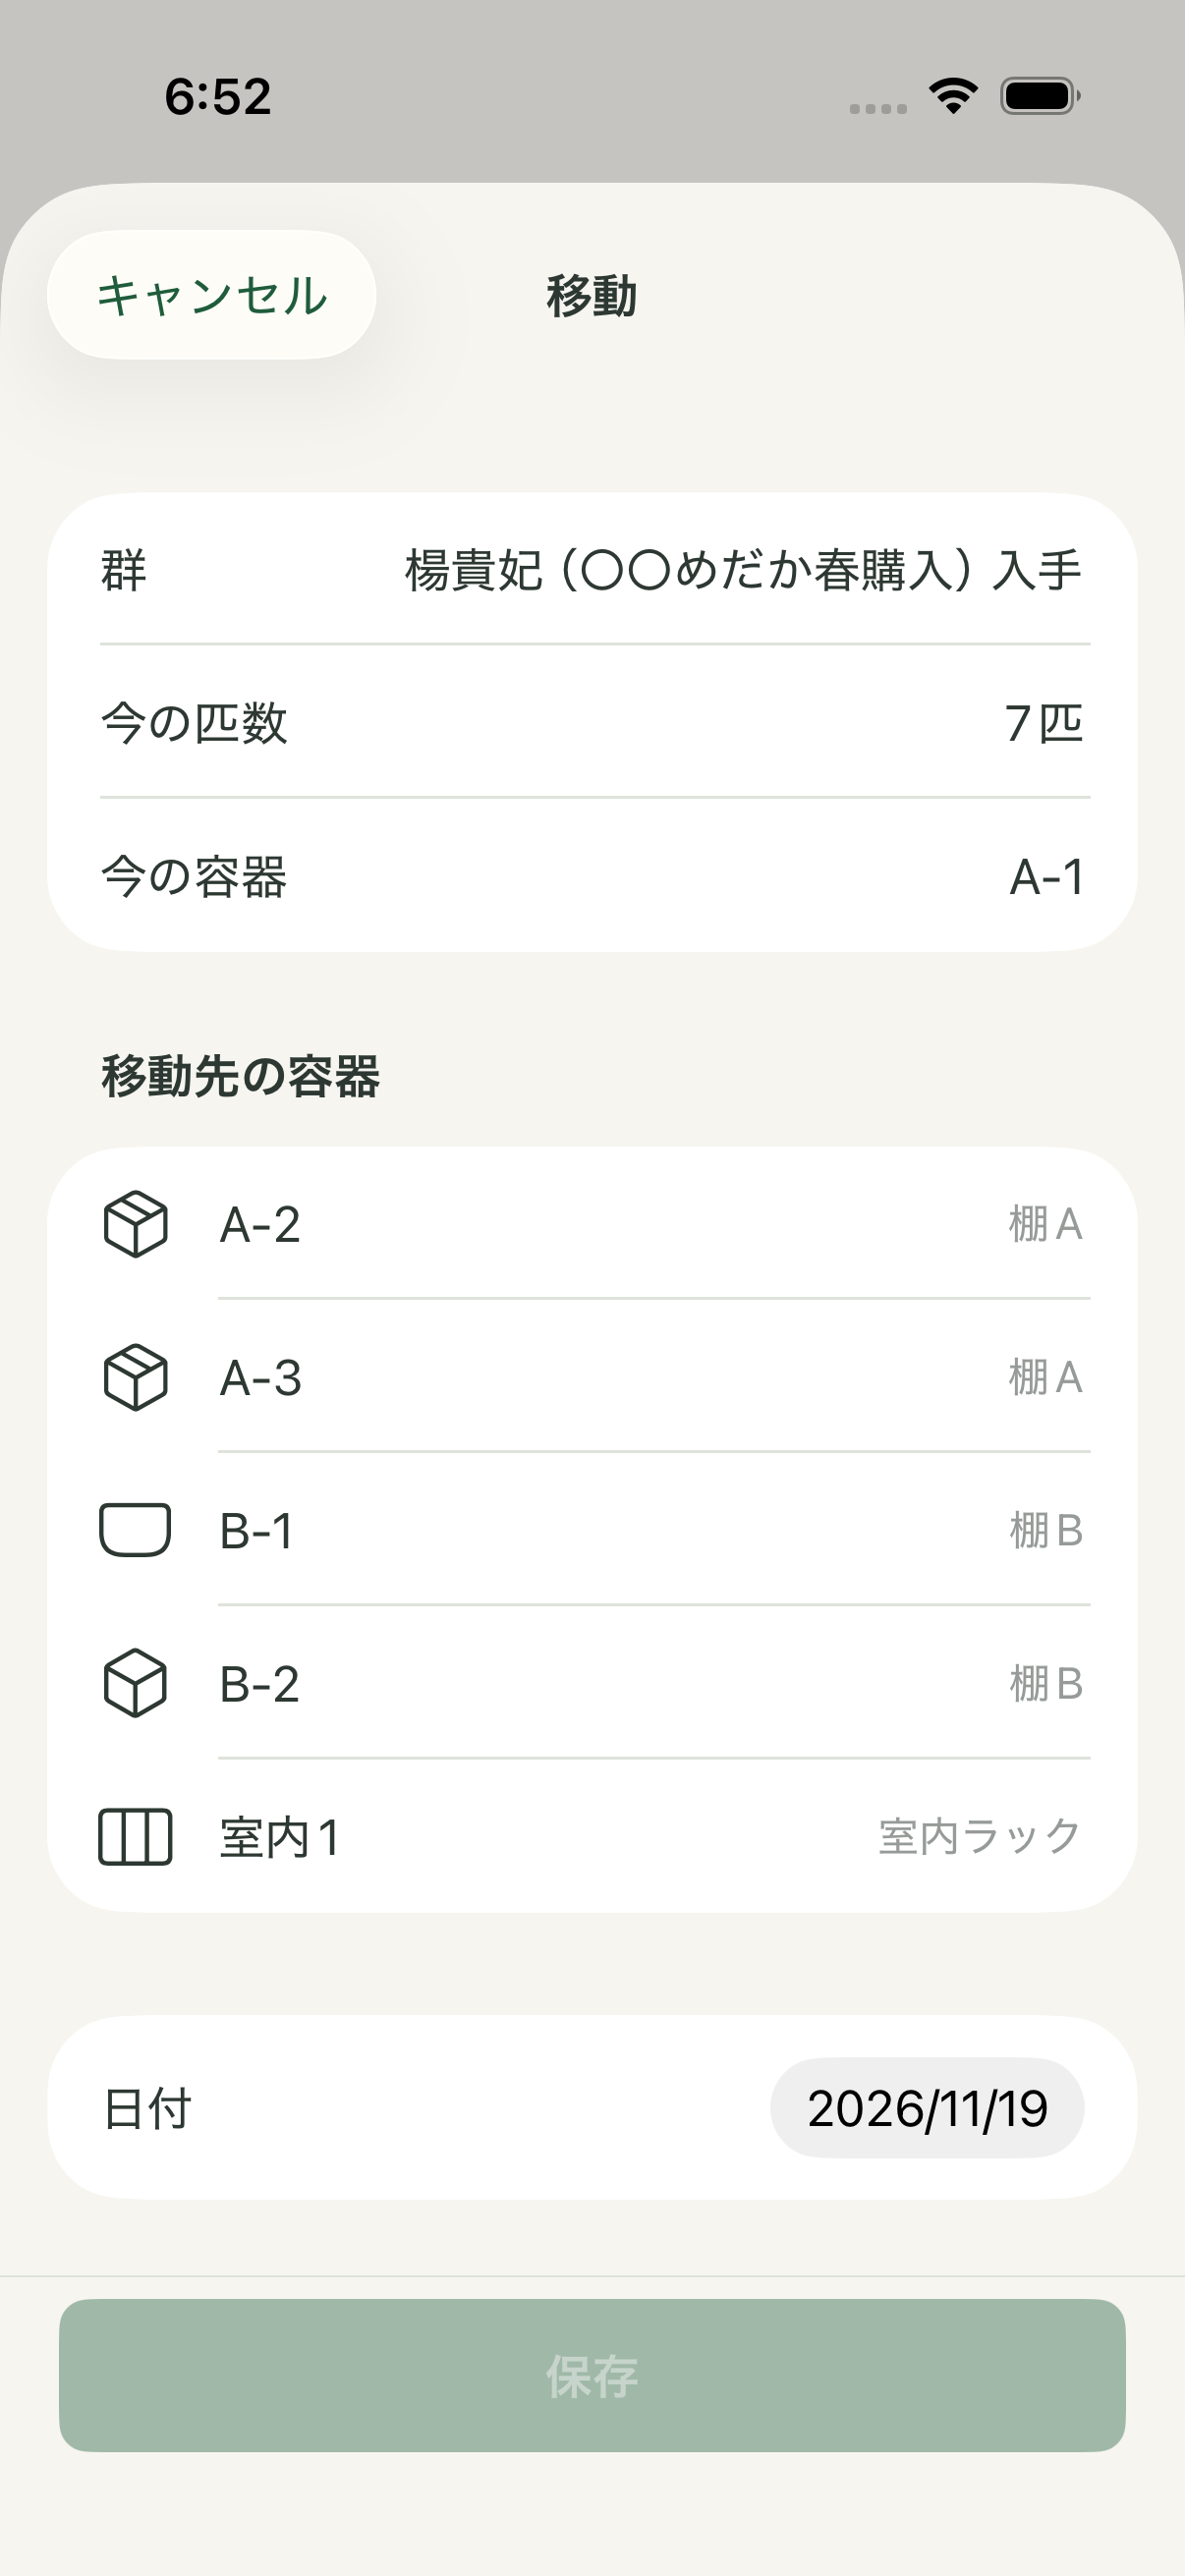 6:52
キャンセル
移動
群 楊貴妃（〇〇めだか春購入）入手
今の匹数 7匹
今の容器 A-1
移動先の容器
A-2 棚A
A-3 棚A
B-1 棚B
B-2 棚B
室内1 室内ラック
日付 2026/11/19
保存